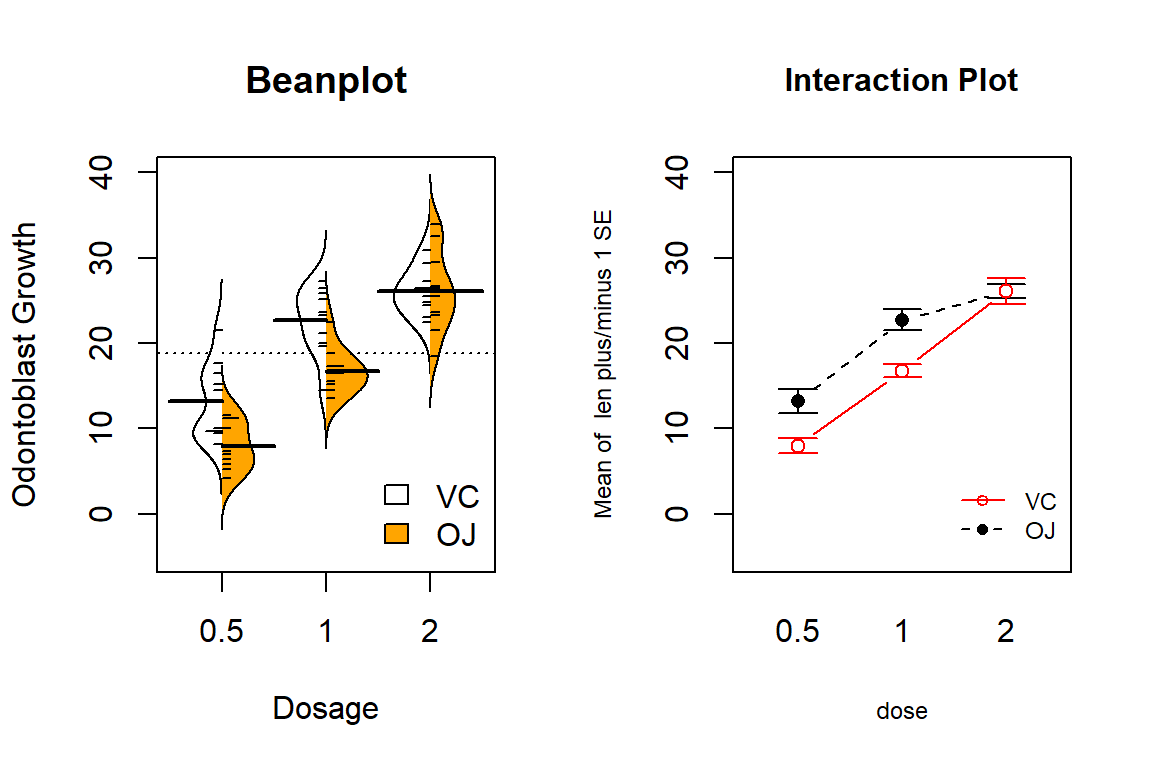 Beanplot
Odontoblast Growth
40
30
20
10
0
VC
OJ
0.5 1 2
Dosage
Interaction Plot
Mean of len plus/minus 1 SE
40
30
20
10
0
VC
OJ
0.5 1 2
dose